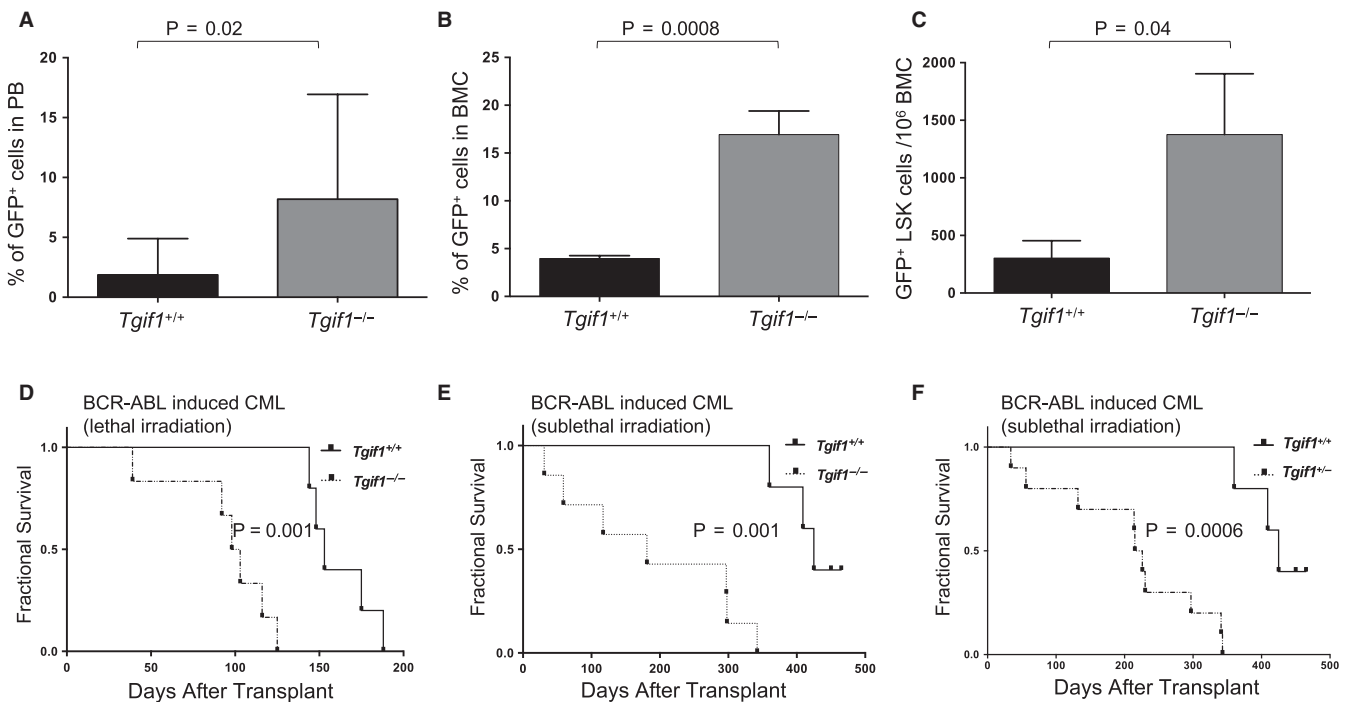 A
P = 0.02
% of GFP⁺ cells in PB
20
15
10
5
0
Tgif1⁺/⁺
Tgif1⁻/⁻
B
P = 0.0008
% of GFP⁺ cells in BMC
25
20
15
10
5
0
Tgif1⁺/⁺
Tgif1⁻/⁻
C
P = 0.04
GFP⁺ LSK cells /10⁶ BMC
2000
1500
1000
500
0
Tgif1⁺/⁺
Tgif1⁻/⁻
D
BCR-ABL induced CML
(lethal irradiation)
Tgif1⁺/⁺
Tgif1⁻/⁻
P = 0.001
Fractional Survival
1.0
0.5
0.0
0
50
100
150
200
Days After Transplant
E
BCR-ABL induced CML
(sublethal irradiation)
Tgif1⁺/⁺
Tgif1⁻/⁻
P = 0.001
Fractional Survival
1.0
0.5
0.0
0
100
200
300
400
500
Days After Transplant
F
BCR-ABL induced CML
(sublethal irradiation)
Tgif1⁺/⁺
Tgif1⁺/⁻
P = 0.0006
Fractional Survival
1.0
0.5
0.0
0
100
200
300
400
500
Days After Transplant